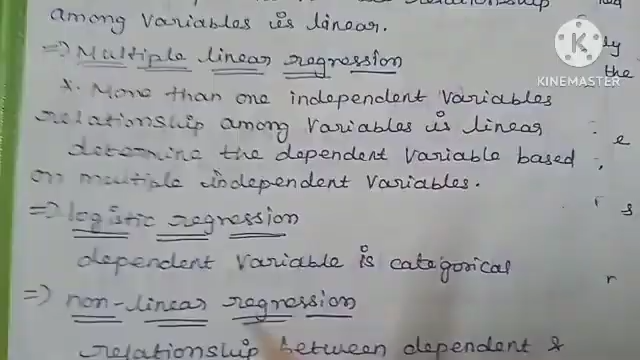 among variables is linear.
=> Multiple linear regression
*. More than one independent variables
relationship among variables is linear
determine the dependent variable based
on multiple independent variables.
=> logistic regression
dependent variable is categorical
=> non-linear regression
relationship between dependent &
KINEMASTER